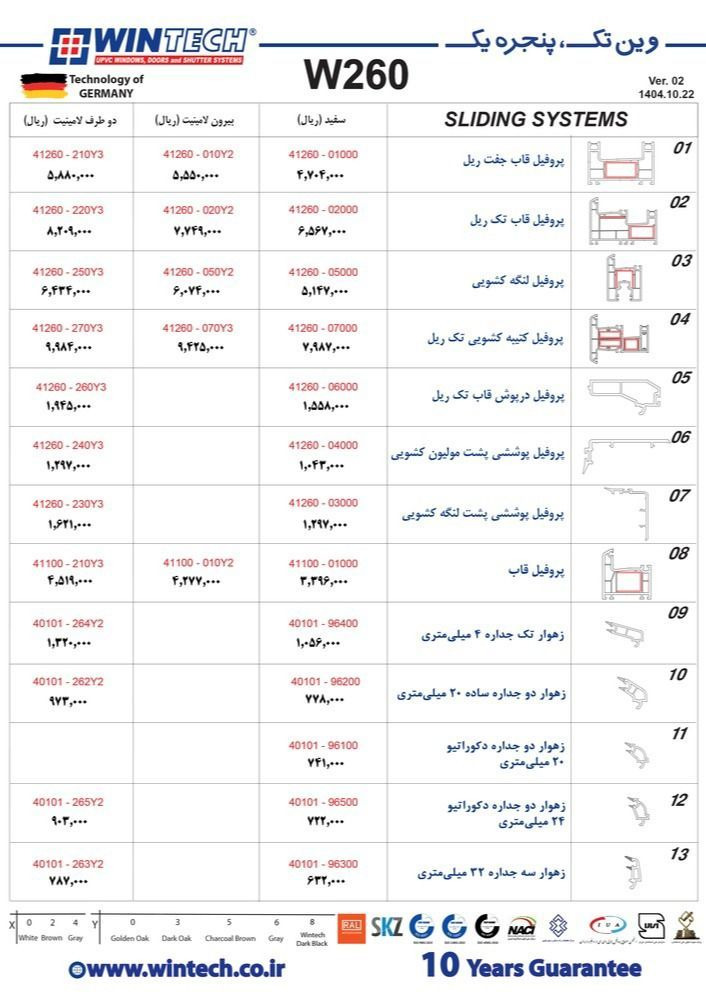 WINTECH®
UPVC WINDOWS, DOORS and SHUTTER SYSTEMS
وین تک، پنجره یک
Technology of
GERMANY
W260
Ver. 02
1404.10.22
SLIDING SYSTEMS
سفید (ریال)
بیرون لامینیت (ریال)
دو طرف لامینیت (ریال)
01
پروفیل قاب جفت ریل
41260 - 01000
۴,۷۰۴,۰۰۰
41260 - 010Y2
۵,۵۵۰,۰۰۰
41260 - 210Y3
۵,۸۸۰,۰۰۰
02
پروفیل قاب تک ریل
41260 - 02000
۶,۵۶۷,۰۰۰
41260 - 020Y2
۷,۷۴۹,۰۰۰
41260 - 220Y3
۸,۲۰۹,۰۰۰
03
پروفیل لنگه کشویی
41260 - 05000
۵,۱۴۷,۰۰۰
41260 - 050Y2
۶,۰۷۴,۰۰۰
41260 - 250Y3
۶,۴۳۴,۰۰۰
04
پروفیل کتیبه کشویی تک ریل
41260 - 07000
۷,۹۸۷,۰۰۰
41260 - 070Y3
۹,۴۲۵,۰۰۰
41260 - 270Y3
۹,۹۸۴,۰۰۰
05
پروفیل درپوش قاب تک ریل
41260 - 06000
۱,۵۵۸,۰۰۰
41260 - 260Y3
۱,۹۴۵,۰۰۰
06
پروفیل پوششی پشت مولیون کشویی
41260 - 04000
۱,۰۴۳,۰۰۰
41260 - 240Y3
۱,۲۹۷,۰۰۰
07
پروفیل پوششی پشت لنگه کشویی
41260 - 03000
۱,۲۹۷,۰۰۰
41260 - 230Y3
۱,۶۲۱,۰۰۰
08
پروفیل قاب
41100 - 01000
۳,۳۹۶,۰۰۰
41100 - 010Y2
۴,۲۷۷,۰۰۰
41100 - 210Y3
۴,۵۱۹,۰۰۰
09
زهوار تک جداره ۴ میلی‌متری
40101 - 96400
۱,۰۵۶,۰۰۰
40101 - 264Y2
۱,۳۲۰,۰۰۰
10
زهوار دو جداره ساده ۲۰ میلی‌متری
40101 - 96200
۷۷۸,۰۰۰
40101 - 262Y2
۹۷۳,۰۰۰
11
زهوار دو جداره دکوراتیو
۲۰ میلی‌متری
40101 - 96100
۷۴۱,۰۰۰
12
زهوار دو جداره دکوراتیو
۲۴ میلی‌متری
40101 - 96500
۷۲۲,۰۰۰
40101 - 265Y2
۹۰۳,۰۰۰
13
زهوار سه جداره ۳۲ میلی‌متری
40101 - 96300
۶۳۲,۰۰۰
40101 - 263Y2
۷۸۷,۰۰۰
X 0 2 4
White Brown Gray
Y 0 3 5 6 8
Golden Oak Dark Oak Charcoal Brown Gray Wintech Dark Black
RAL SKZ NACI IUA
www.wintech.co.ir
10 Years Guarantee